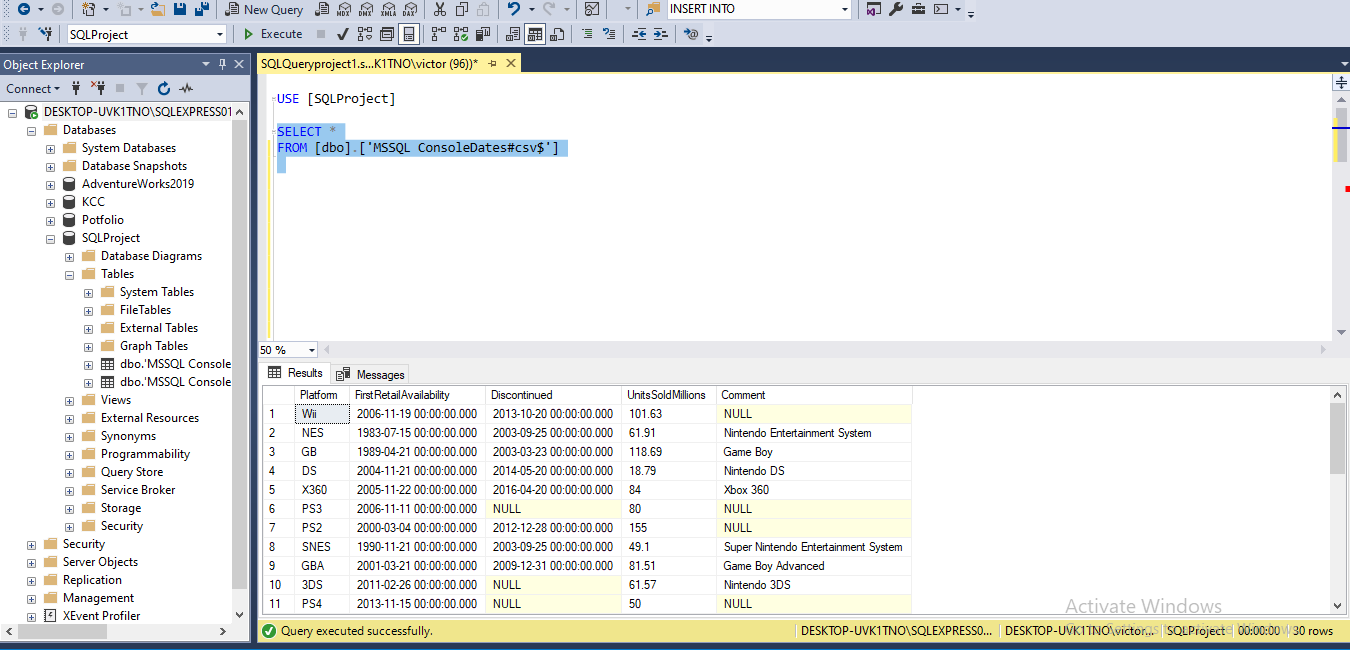 New Query
MDX
DMX
XMLA
DAX
INSERT INTO
SQLProject
Execute
Object Explorer
SQLQueryproject1.s...K1TNO\victor (96))*
Connect
DESKTOP-UVK1TNO\SQLEXPRESS01
Databases
System Databases
Database Snapshots
AdventureWorks2019
KCC
Potfolio
SQLProject
Database Diagrams
Tables
System Tables
FileTables
External Tables
Graph Tables
dbo.'MSSQL Console
dbo.'MSSQL Console
Views
External Resources
Synonyms
Programmability
Query Store
Service Broker
Storage
Security
Security
Server Objects
Replication
Management
XEvent Profiler
USE [SQLProject]
SELECT *
FROM [dbo].['MSSQL ConsoleDates#csv$']
50 %
Results Messages
Platform FirstRetailAvailability Discontinued UnitsSoldMillions Comment
1 Wii 2006-11-19 00:00:00.000 2013-10-20 00:00:00.000 101.63 NULL
2 NES 1983-07-15 00:00:00.000 2003-09-25 00:00:00.000 61.91 Nintendo Entertainment System
3 GB 1989-04-21 00:00:00.000 2003-03-23 00:00:00.000 118.69 Game Boy
4 DS 2004-11-21 00:00:00.000 2014-05-20 00:00:00.000 18.79 Nintendo DS
5 X360 2005-11-22 00:00:00.000 2016-04-20 00:00:00.000 84 Xbox 360
6 PS3 2006-11-11 00:00:00.000 NULL 80 NULL
7 PS2 2000-03-04 00:00:00.000 2012-12-28 00:00:00.000 155 NULL
8 SNES 1990-11-21 00:00:00.000 2003-09-25 00:00:00.000 49.1 Super Nintendo Entertainment System
9 GBA 2001-03-21 00:00:00.000 2009-12-31 00:00:00.000 81.51 Game Boy Advanced
10 3DS 2011-02-26 00:00:00.000 NULL 61.57 Nintendo 3DS
11 PS4 2013-11-15 00:00:00.000 NULL 50 NULL
Activate Windows
Query executed successfully. DESKTOP-UVK1TNO\SQLEXPRESS0... DESKTOP-UVK1TNO\victor... SQLProject 00:00:00 30 rows